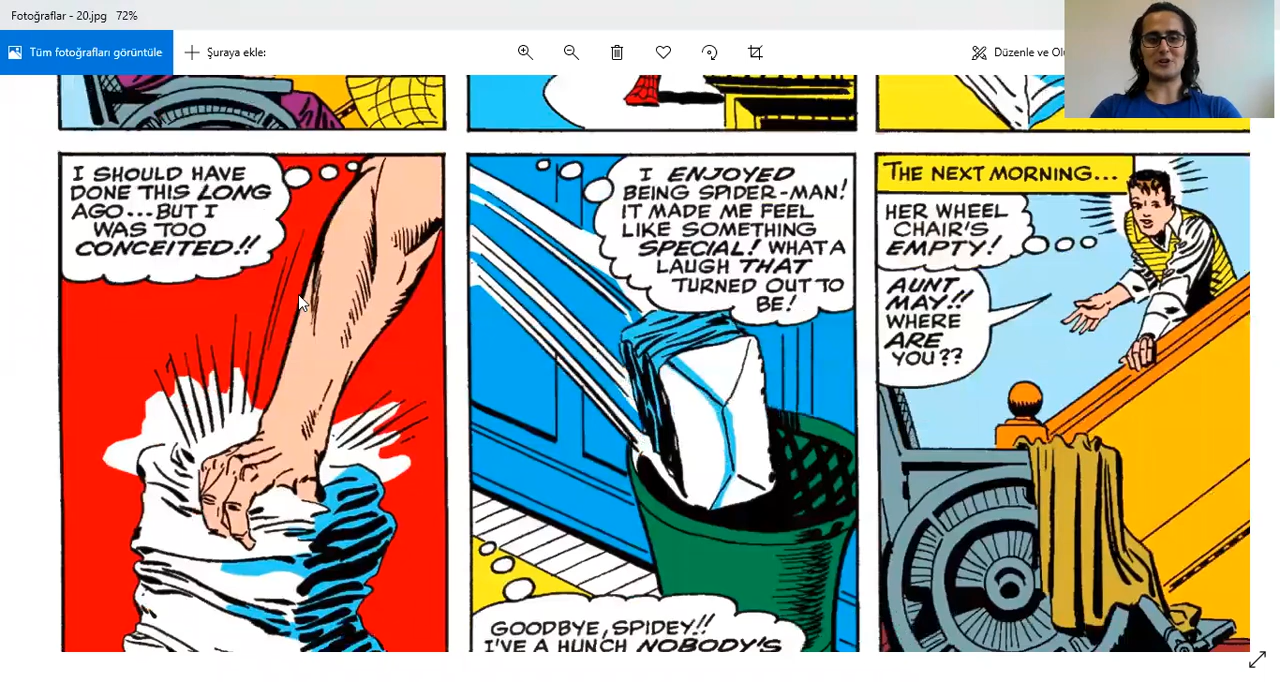 Fotoğraflar - 20.jpg   72%
Tüm fotoğrafları görüntüle
Şuraya ekle:
Düzenle ve
I SHOULD HAVE
DONE THIS LONG
AGO...BUT I
WAS TOO
CONCEITED!!
I ENJOYED
BEING SPIDER-MAN!
IT MADE ME FEEL
LIKE SOMETHING
SPECIAL! WHAT A
LAUGH THAT
TURNED OUT TO
BE!
GOODBYE, SPIDEY!!
I'VE A HUNCH NOBODY'S
THE NEXT MORNING...
HER WHEEL
CHAIR'S
EMPTY!
AUNT
MAY!!
WHERE
ARE
YOU??